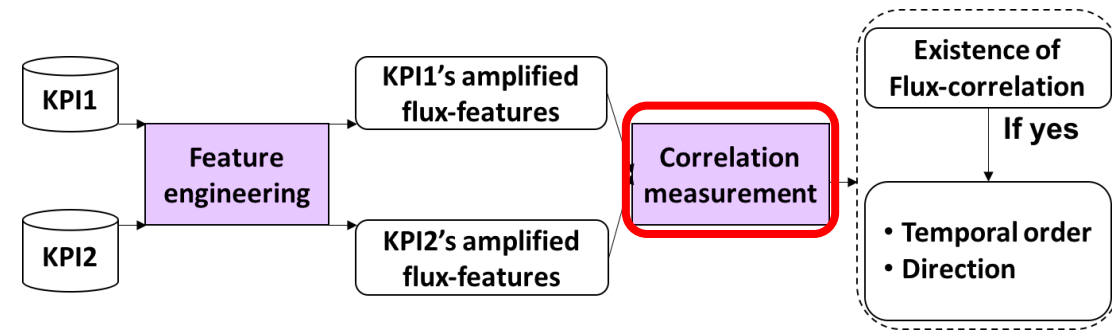 KPI1
KPI2
Feature
engineering
KPI1's amplified
flux-features
KPI2's amplified
flux-features
Correlation
measurement
Existence of
Flux-correlation
If yes
• Temporal order
• Direction